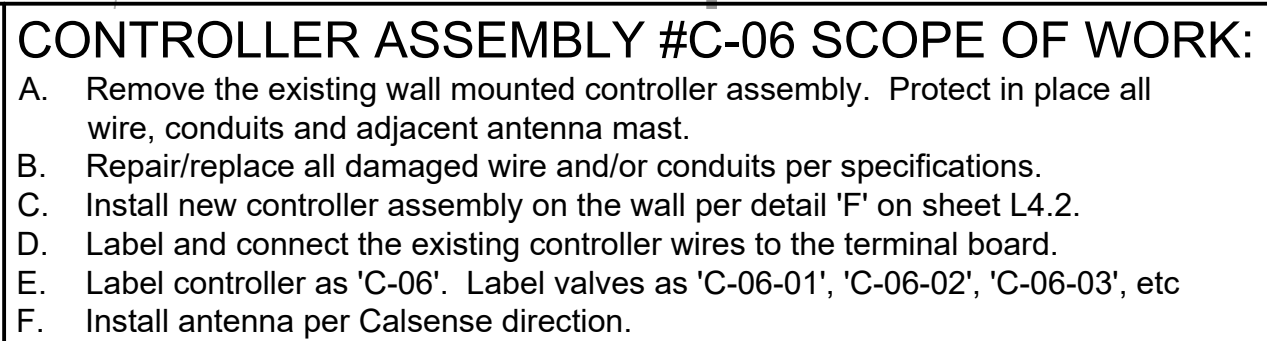 CONTROLLER ASSEMBLY #C-06 SCOPE OF WORK:
A. Remove the existing wall mounted controller assembly. Protect in place all
wire, conduits and adjacent antenna mast.
B. Repair/replace all damaged wire and/or conduits per specifications.
C. Install new controller assembly on the wall per detail 'F' on sheet L4.2.
D. Label and connect the existing controller wires to the terminal board.
E. Label controller as 'C-06'. Label valves as 'C-06-01', 'C-06-02', 'C-06-03', etc
F. Install antenna per Calsense direction.